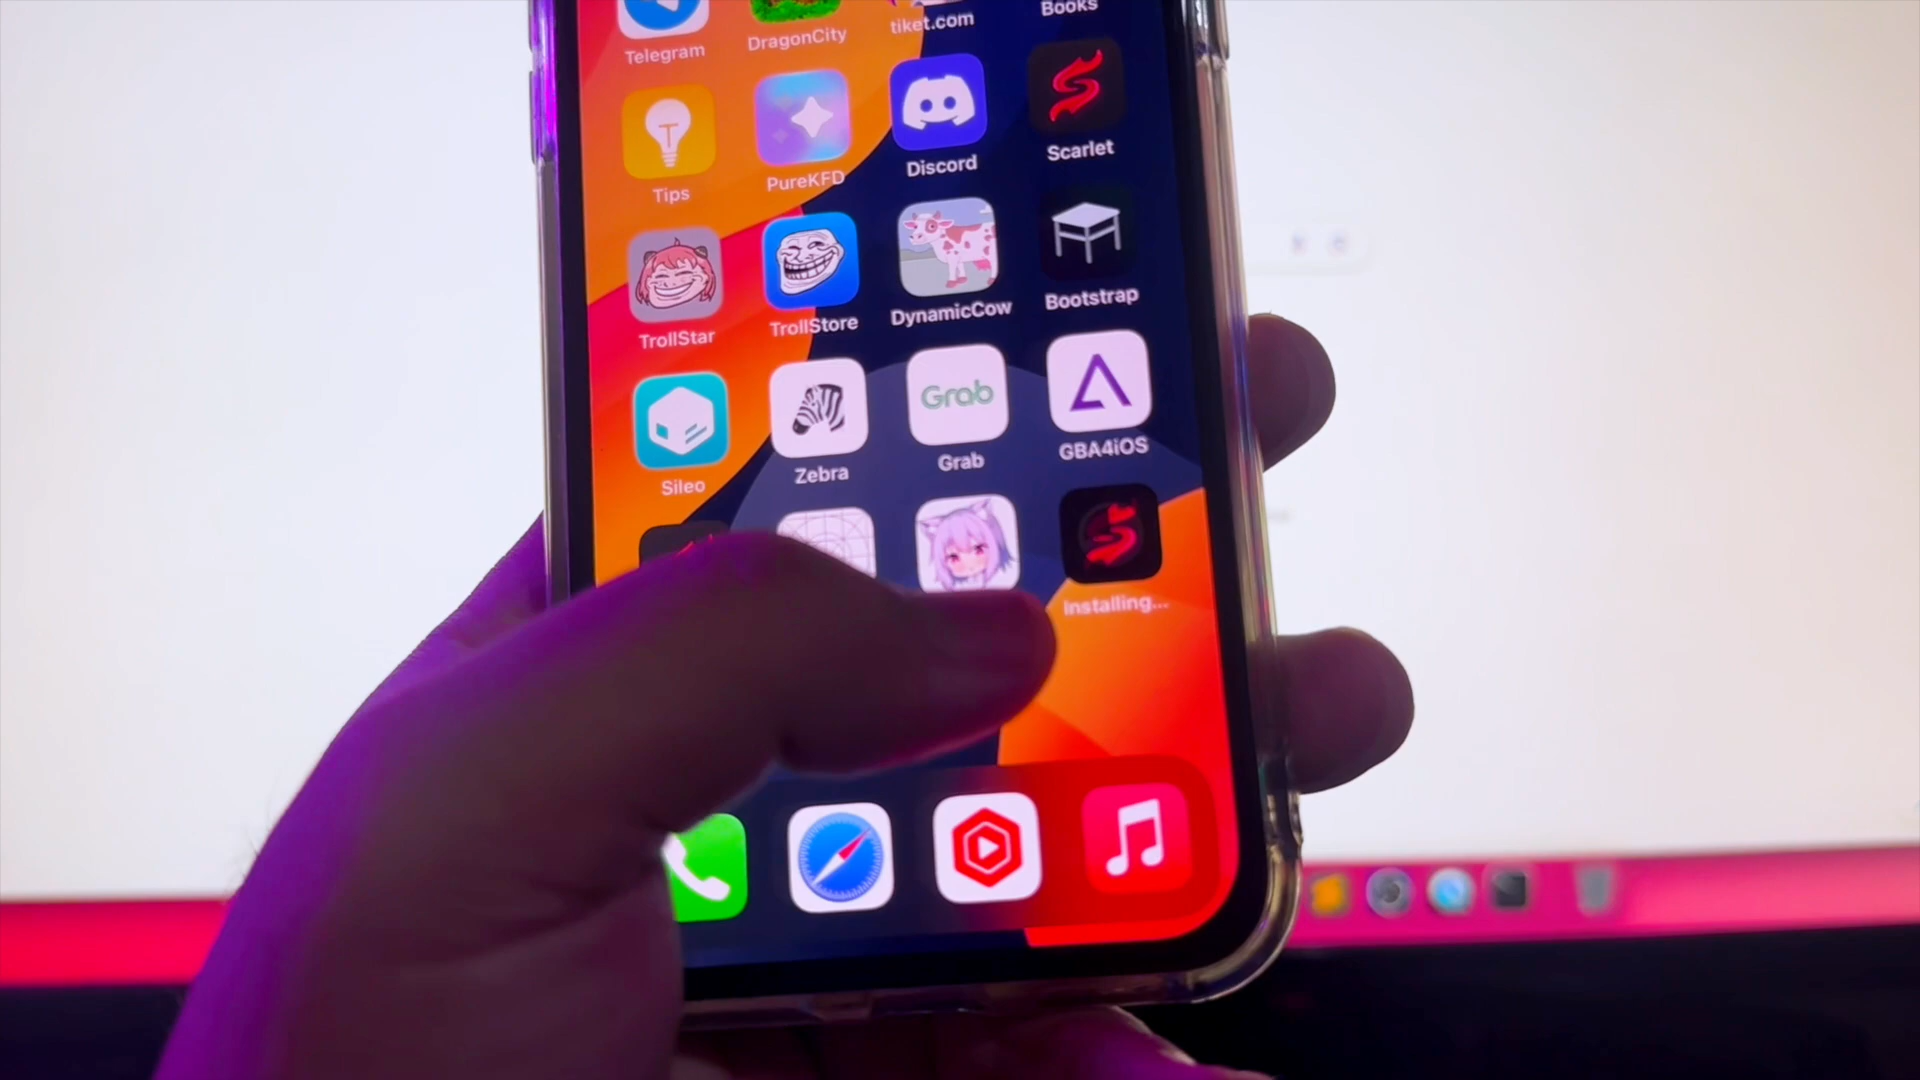 Telegram
DragonCity
tiket.com
Books
Tips
PureKFD
Discord
Scarlet
TrollStar
TrollStore
DynamicCow
Bootstrap
Grab
Sileo
Zebra
Grab
GBA4iOS
Installing...